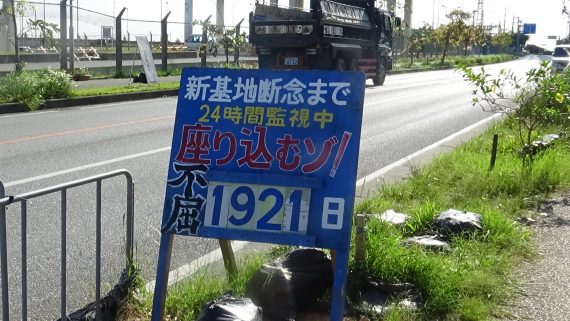 新基地断念まで
24時間監視中
座り込むゾ!
不屈
1921日